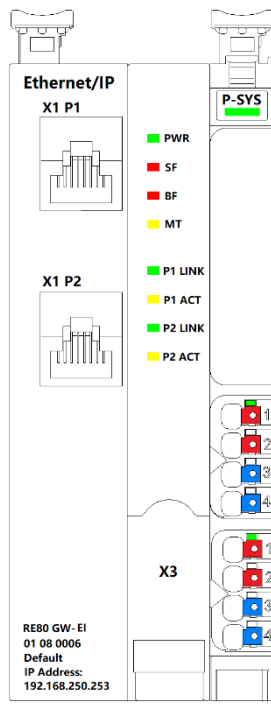 Ethernet/IP
X1 P1
P-SYS
PWR
SF
BF
MT
X1 P2
P1 LINK
P1 ACT
P2 LINK
P2 ACT
1
2
3
4
1
2
3
4
X3
RE80 GW-EI
01 08 0006
Default
IP Address:
192.168.250.253